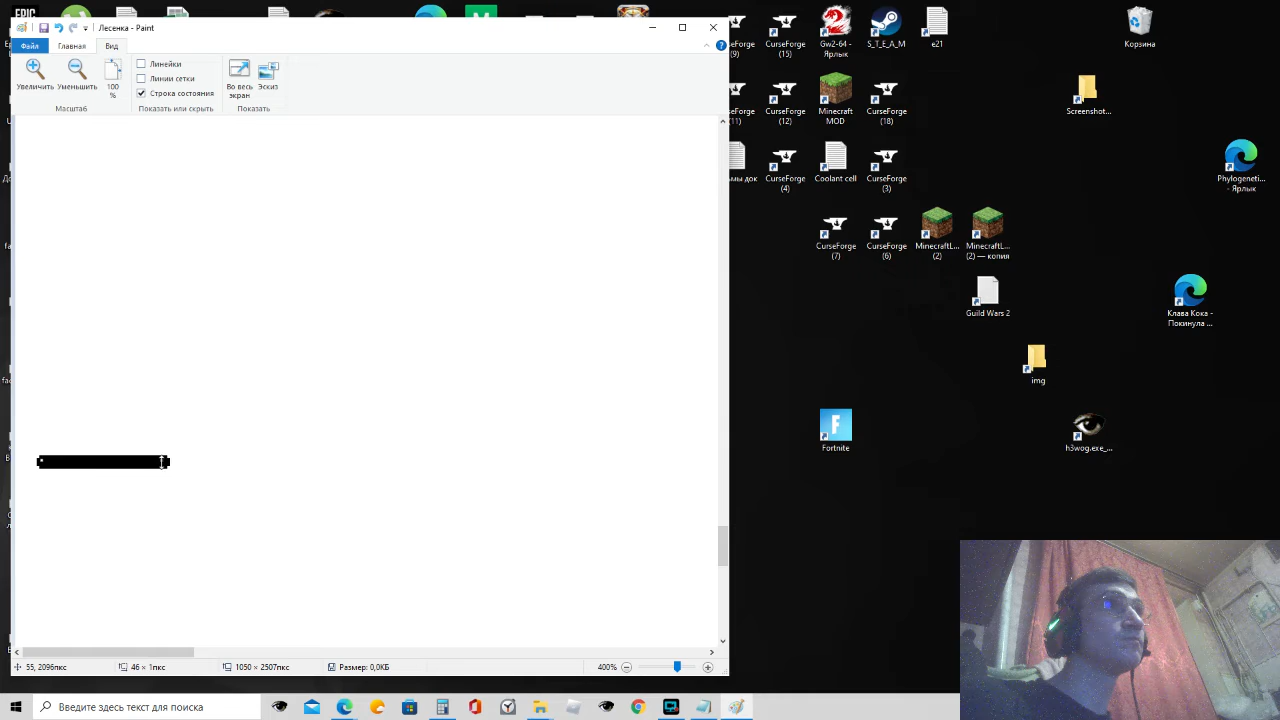 EPIC
Лесенка - Paint
Файл
Главная
Вид
Увеличить
Уменьшить
100
%
Линейки
Линии сетки
Строка состояния
Во весь
экран
Эскиз
Масштаб
Показать или скрыть
Показать
55, 2096пкс
46 × 1пкс
1050 × 2507пкс
Размер: 0,0КБ
400%
CurseForge
(15)
Gw2-64 -
Ярлык
S_T_E_A_M
e21
Корзина
CurseForge
(12)
Minecraft
MOD
CurseForge
(18)
Screenshot...
CurseForge
(4)
Coolant cell
CurseForge
(3)
Phylogeneti...
- Ярлык
CurseForge
(7)
CurseForge
(6)
MinecraftL...
(2)
MinecraftL...
(2) — копия
Guild Wars 2
Клава Кока -
Покинула ...
img
Fortnite
h3wog.exe_...
Введите здесь текст для поиска